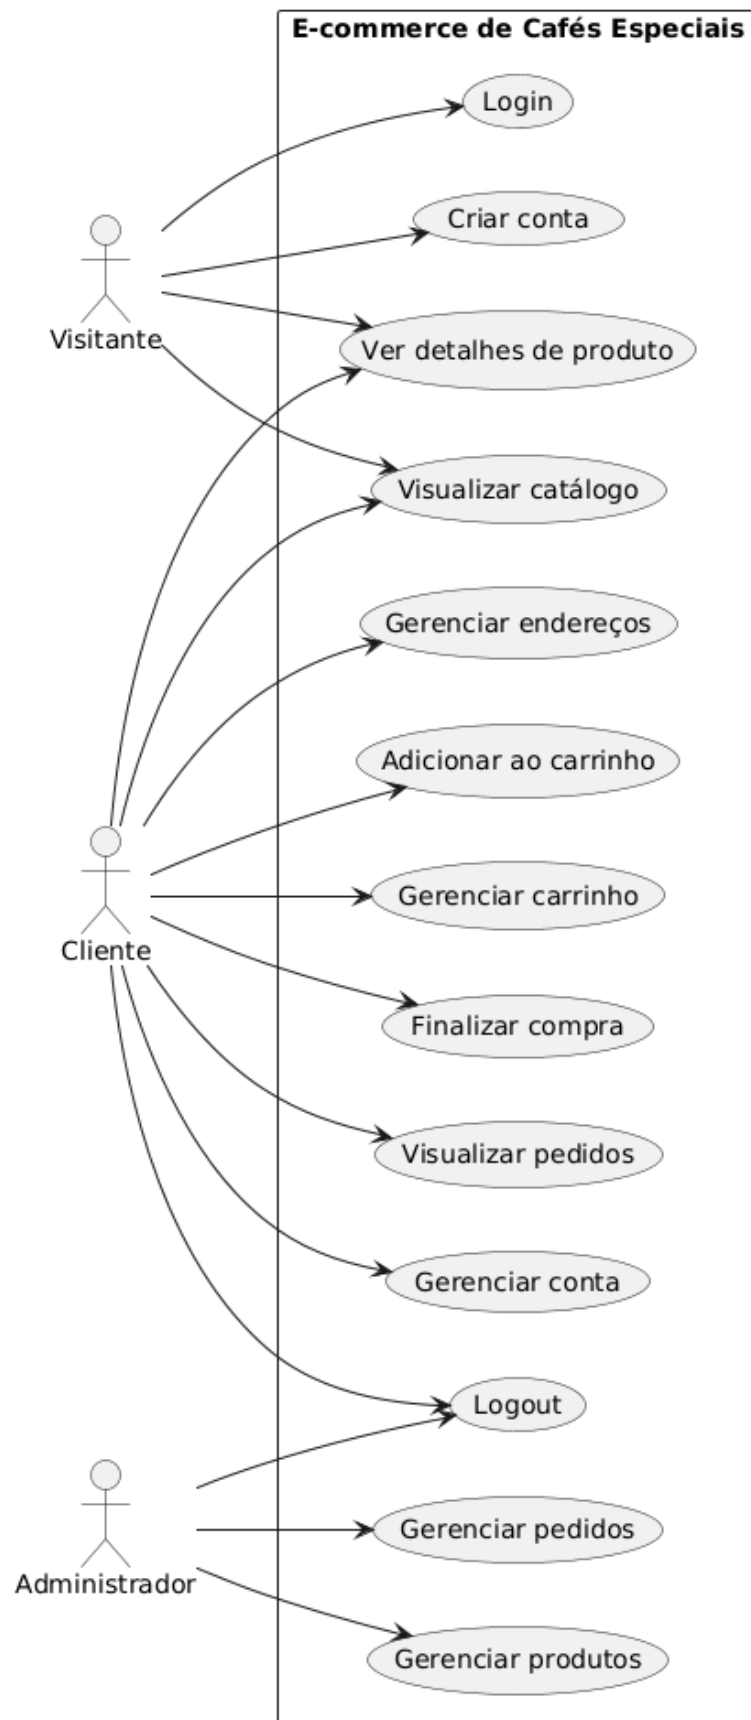 E-commerce de Cafés Especiais
Login
Criar conta
Visitante
Ver detalhes de produto
Visualizar catálogo
Gerenciar endereços
Adicionar ao carrinho
Gerenciar carrinho
Cliente
Finalizar compra
Visualizar pedidos
Gerenciar conta
Logout
Gerenciar pedidos
Administrador
Gerenciar produtos